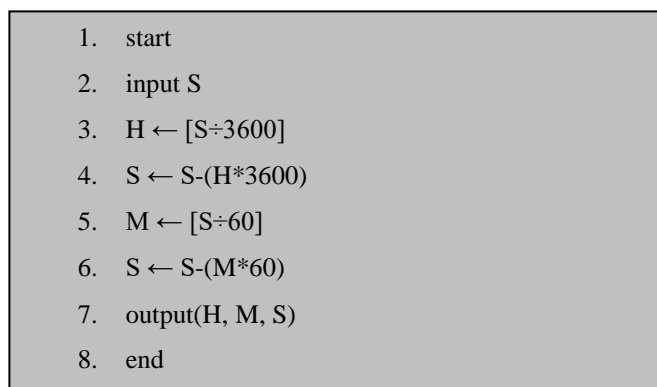 1. start
2. input S
3. H ← [S÷3600]
4. S ← S-(H*3600)
5. M ← [S÷60]
6. S ← S-(M*60)
7. output(H, M, S)
8. end